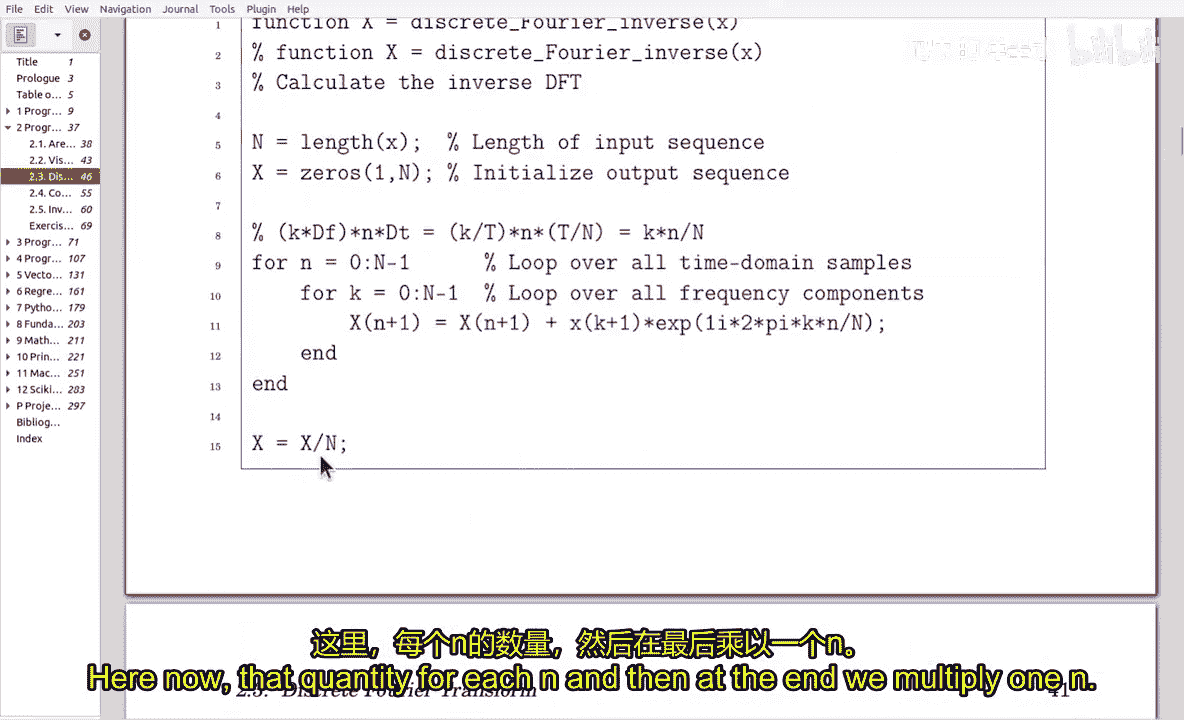 File Edit View Navigation Journal Tools Plugin Help
Title 1
Prologue 3
Table o... 5
1 Progr... 9
2 Progr... 37
2.1. Are... 38
2.2. Vis... 43
2.3. Dis... 46
2.4. Co... 55
2.5. Inv... 60
Exercis... 69
3 Progr... 71
4 Progr... 107
5 Vecto... 131
6 Regre... 161
7 Pytho... 179
8 Funda... 203
9 Math... 211
10 Prin... 221
11 Mac... 251
12 Sciki... 283
P Proje... 297
Bibliog...
Index
1 function X = discrete_Fourier_inverse(x)
2 % function X = discrete_Fourier_inverse(x)
3 % Calculate the inverse DFT
4
5 N = length(x); % Length of input sequence
6 X = zeros(1,N); % Initialize output sequence
7
8 % (k*Df)*n*Dt = (k/T)*n*(T/N) = k*n/N
9 for n = 0:N-1 % Loop over all time-domain samples
10 for k = 0:N-1 % Loop over all frequency components
11 X(n+1) = X(n+1) + x(k+1)*exp(1i*2*pi*k*n/N);
12 end
13 end
14
15 X = X/N;
这里，每个n的数量，然后在最后乘以一个n。
Here now, that quantity for each n and then at the end we multiply one n.
2.3. Discrete Fourier Transform 41